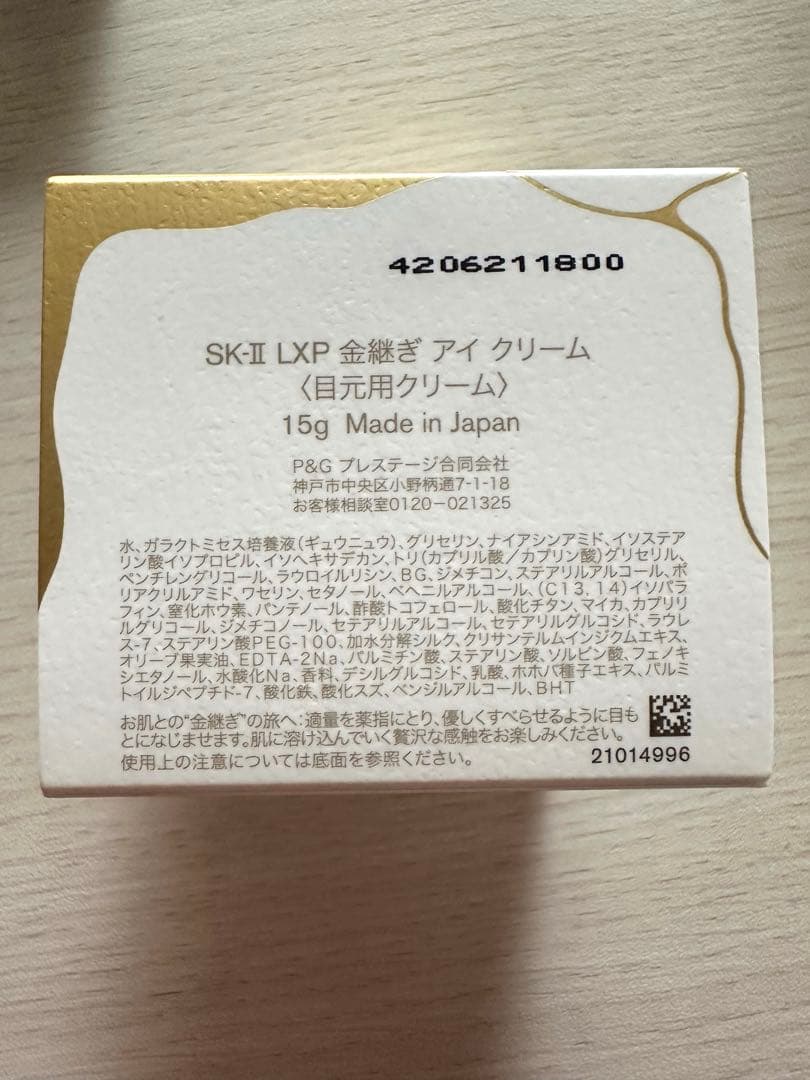 4206211800
SK-II LXP 金継ぎ アイ クリーム
〈目元用クリーム〉
15g Made in Japan
P&G プレステージ合同会社
神戸市中央区小野柄通7-1-18
お客様相談室0120-021325
水、ガラクトミセス培養液(ギュウニュウ)、グリセリン、ナイアシンアミド、イソステア
リン酸イソプロピル、イソヘキサデカン、トリ(カプリル酸/カプリン酸)グリセリル、
ペンチレングリコール、ラウロイルリシン、BG、ジメチコン、ステアリルアルコール、ポ
リアクリルアミド、ワセリン、セタノール、ベヘニルアルコール、(C13,14)イソパラ
フィン、窒化ホウ素、パンテノール、酢酸トコフェロール、酸化チタン、マイカ、カプリリ
ルグリコール、ジメチコノール、セテアリルアルコール、セテアリルグルコシド、ラウレ
ス-7、ステアリン酸PEG-100、加水分解シルク、クリサンテルムインジクムエキス、
オリーブ果実油、EDTA-2Na、パルミチン酸、ステアリン酸、ソルビン酸、フェノキ
シエタノール、水酸化Na、香料、デシルグルコシド、乳酸、ホホバ種子エキス、パルミ
トイルジペプチド-7、酸化鉄、酸化スズ、ベンジルアルコール、BHT
お肌との“金継ぎ”の旅へ:適量を薬指にとり、優しくすべらせるように目も
とになじませます。肌に溶け込んでいく贅沢な感触をお楽しみください。
使用上の注意については底面を参照ください。
21014996